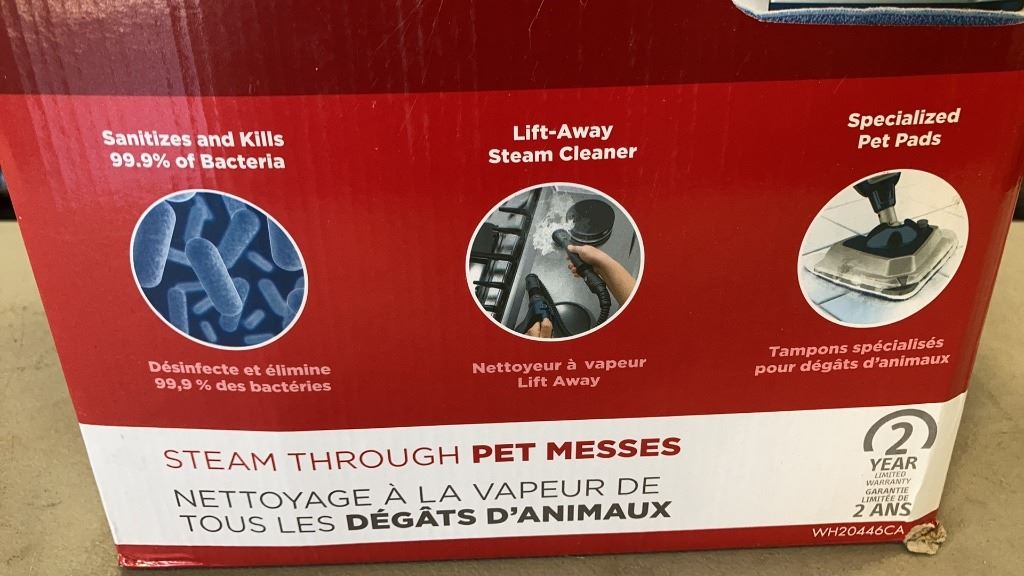 Sanitizes and Kills
99.9% of Bacteria
Désinfecte et élimine
99,9 % des bactéries
Lift-Away
Steam Cleaner
Nettoyeur à vapeur
Lift Away
Specialized
Pet Pads
Tampons spécialisés
pour dégâts d'animaux
STEAM THROUGH PET MESSES
NETTOYAGE À LA VAPEUR DE
TOUS LES DÉGÂTS D'ANIMAUX
2
YEAR
LIMITED
WARRANTY
GARANTIE
LIMITÉE DE
2 ANS
WH20446CA